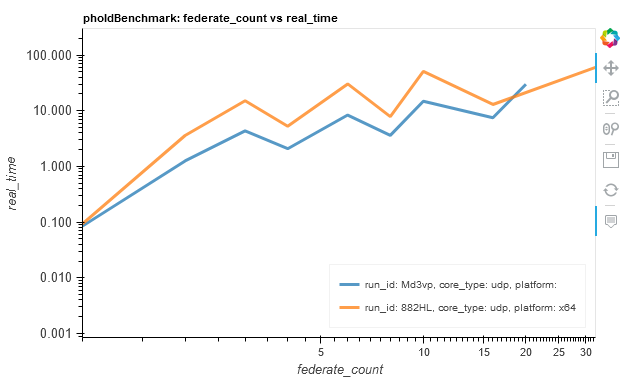 pholdBenchmark: federate_count vs real_time
100.000
10.000
1.000
0.100
0.010
0.001
real_time
run_id: Md3vp, core_type: udp, platform:
run_id: 882HL, core_type: udp, platform: x64
5 10 15 20 25 30
federate_count